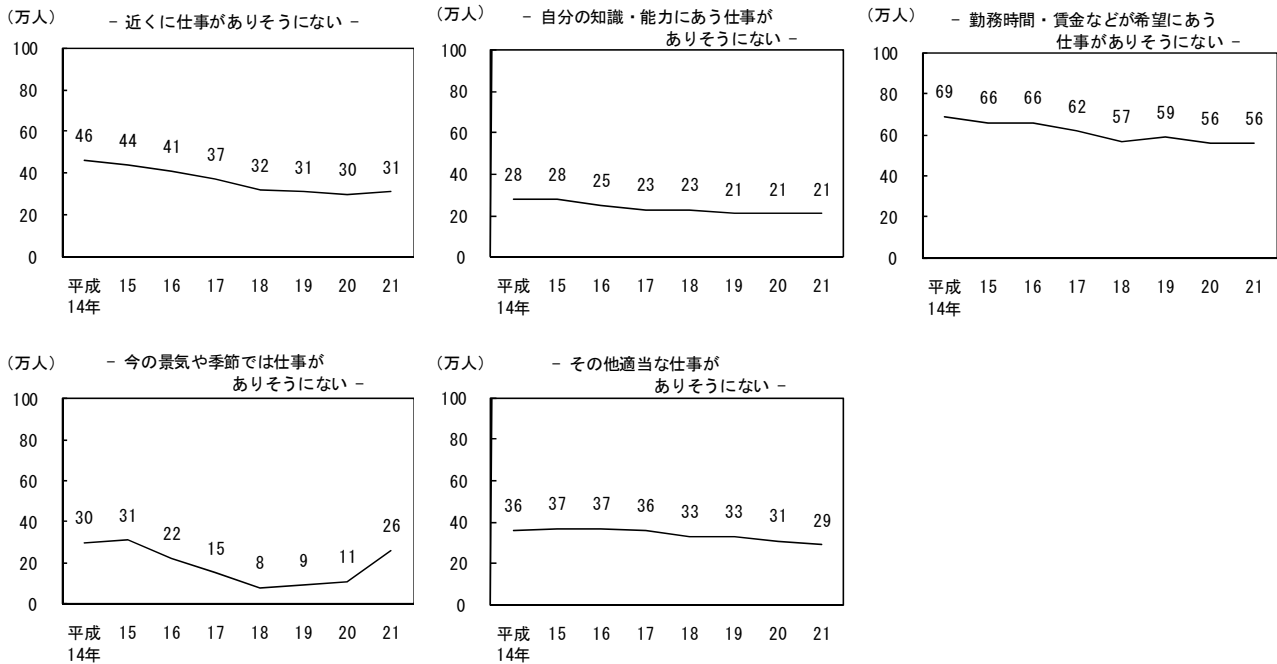 (万人)
− 近くに仕事がありそうにない −
100
80
60
40
20
0
46 44 41 37 32 31 30 31
平成 15 16 17 18 19 20 21
14年
(万人)
− 自分の知識・能力にあう仕事が
ありそうにない −
100
80
60
40
20
0
28 28 25 23 23 21 21 21
平成 15 16 17 18 19 20 21
14年
(万人)
− 勤務時間・賃金などが希望にあう
仕事がありそうにない −
100
80
60
40
20
0
69 66 66 62 57 59 56 56
平成 15 16 17 18 19 20 21
14年
(万人)
− 今の景気や季節では仕事が
ありそうにない −
100
80
60
40
20
0
30 31 22 15 8 9 11 26
平成 15 16 17 18 19 20 21
14年
(万人)
− その他適当な仕事が
ありそうにない −
100
80
60
40
20
0
36 37 37 36 33 33 31 29
平成 15 16 17 18 19 20 21
14年